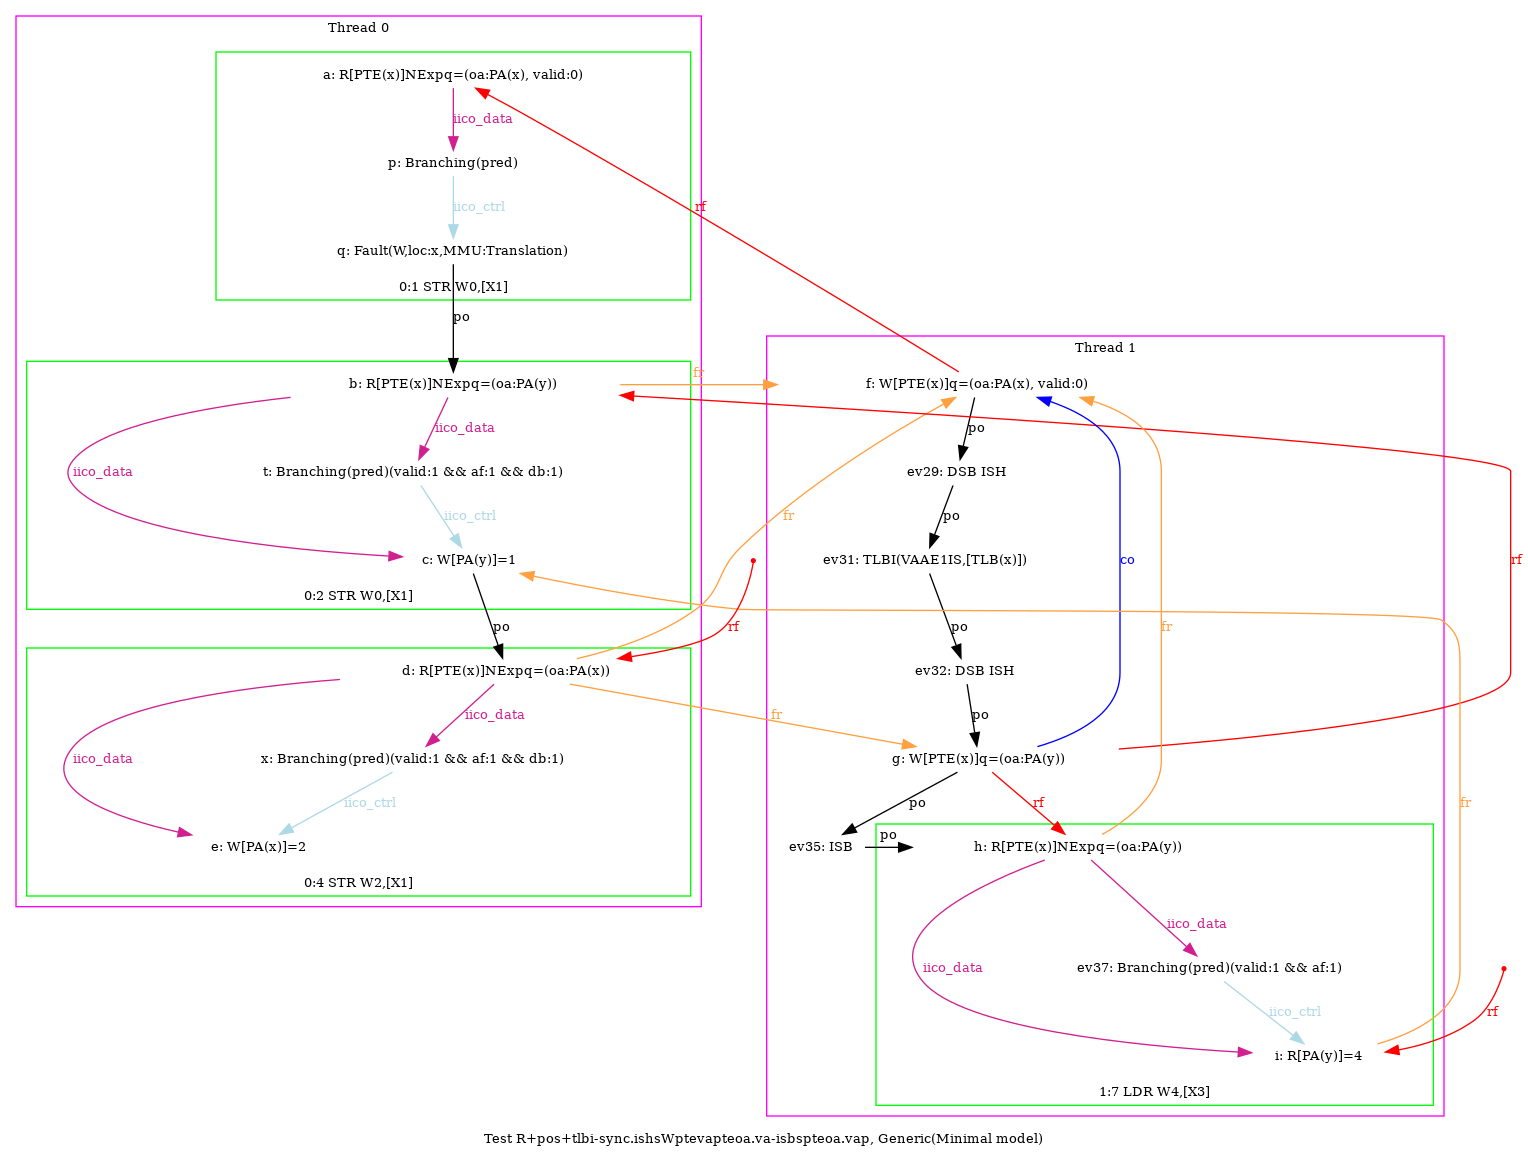 Thread 0
a: R[PTE(x)]NExpq=(oa:PA(x), valid:0)
iico_data
p: Branching(pred)
iico_ctrl
rf
q: Fault(W,loc:x,MMU:Translation)
0:1 STR W0,[X1]
po
Thread 1
fr
b: R[PTE(x)]NExpq=(oa:PA(y))
f: W[PTE(x)]q=(oa:PA(x), valid:0)
iico_data
po
iico_data
t: Branching(pred)(valid:1 && af:1 && db:1)
ev29: DSB ISH
iico_ctrl
fr
po
c: W[PA(y)]=1
ev31: TLBI(VAAE1IS,[TLB(x)])
co
rf
0:2 STR W0,[X1]
po
rf
po
fr
d: R[PTE(x)]NExpq=(oa:PA(x))
ev32: DSB ISH
iico_data
fr
po
iico_data
x: Branching(pred)(valid:1 && af:1 && db:1)
g: W[PTE(x)]q=(oa:PA(y))
iico_ctrl
po
rf
fr
po
e: W[PA(x)]=2
ev35: ISB
h: R[PTE(x)]NExpq=(oa:PA(y))
0:4 STR W2,[X1]
iico_data
iico_data
ev37: Branching(pred)(valid:1 && af:1)
iico_ctrl
rf
i: R[PA(y)]=4
1:7 LDR W4,[X3]
Test R+pos+tlbi-sync.ishsWptevapteoa.va-isbspteoa.vap, Generic(Minimal model)